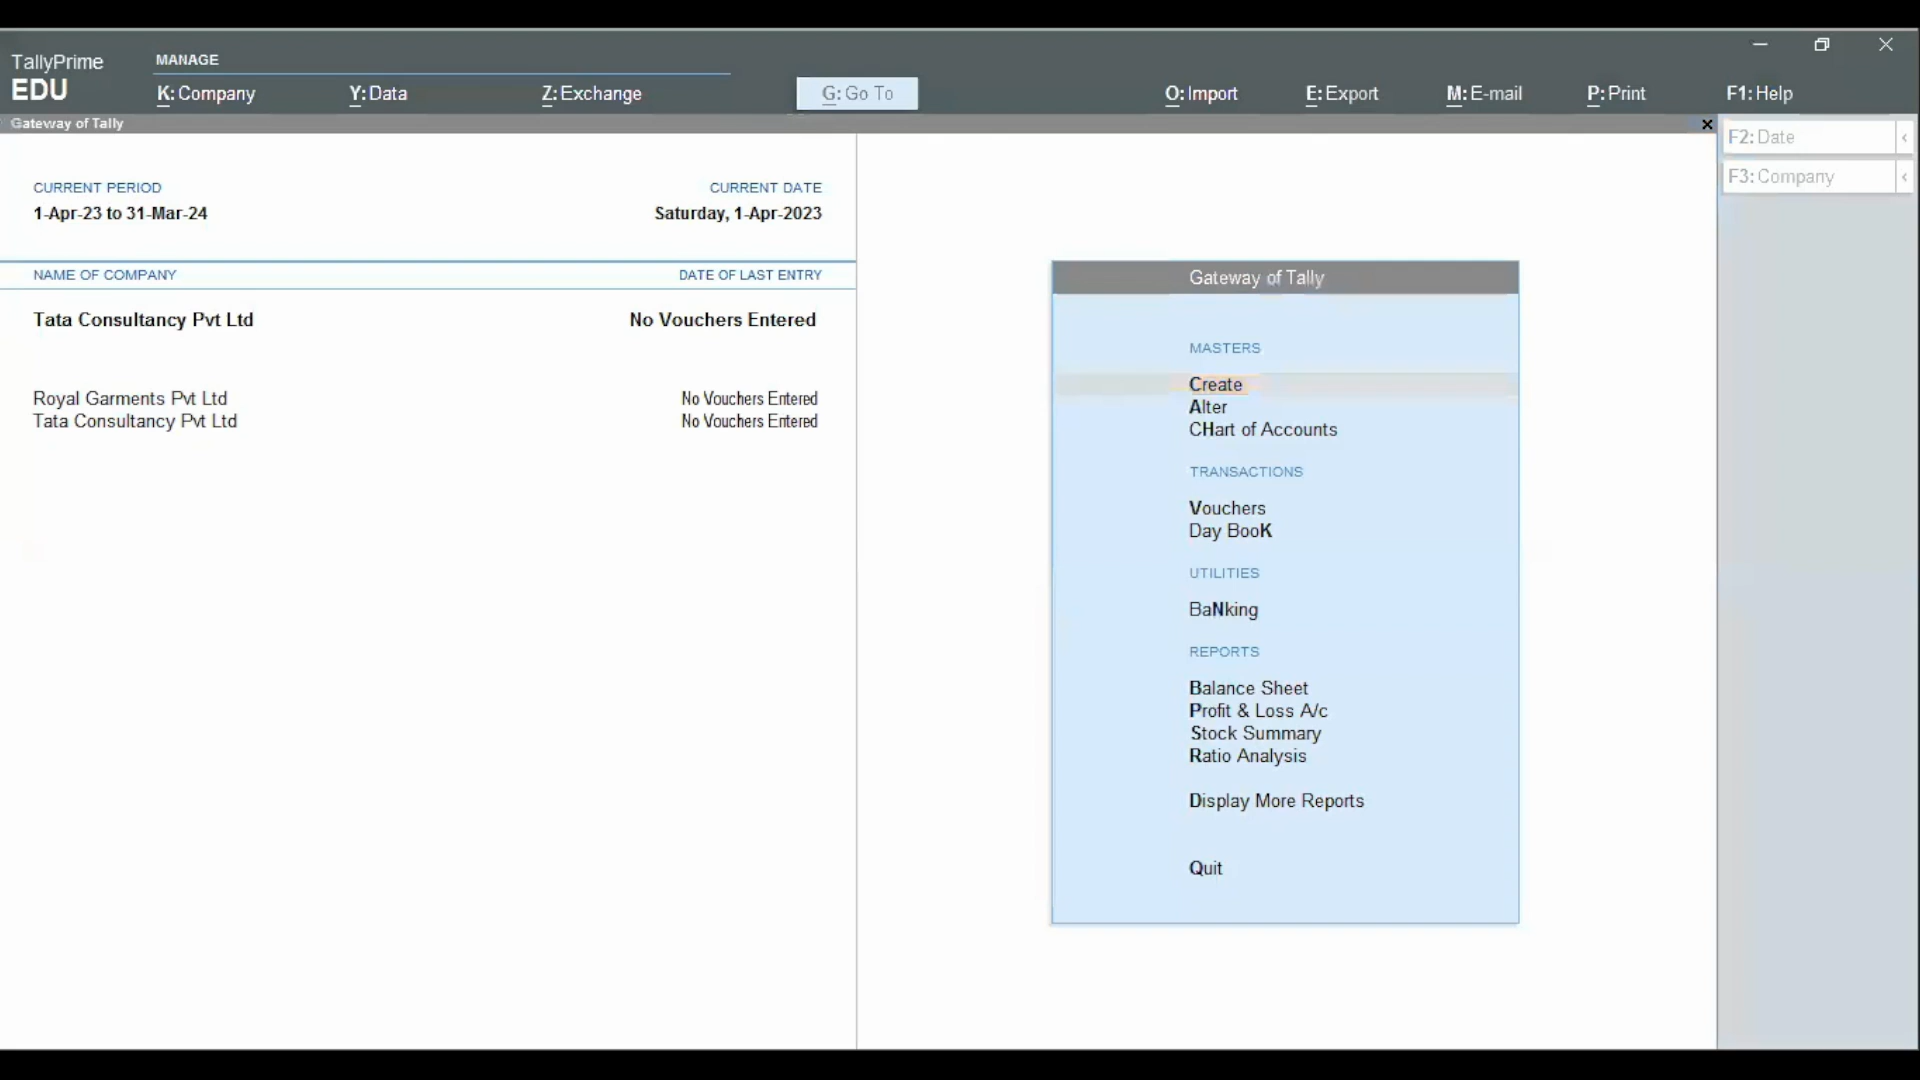 TallyPrime
EDU
MANAGE
K: Company
Y: Data
Z: Exchange
G: Go To
O: Import
E: Export
M: E-mail
P: Print
F1: Help
Gateway of Tally
F2: Date
F3: Company
CURRENT PERIOD
CURRENT DATE
1-Apr-23 to 31-Mar-24
Saturday, 1-Apr-2023
NAME OF COMPANY
DATE OF LAST ENTRY
Tata Consultancy Pvt Ltd
No Vouchers Entered
Royal Garments Pvt Ltd
No Vouchers Entered
Tata Consultancy Pvt Ltd
No Vouchers Entered
Gateway of Tally
MASTERS
Create
Alter
CHart of Accounts
TRANSACTIONS
Vouchers
Day BooK
UTILITIES
BaNking
REPORTS
Balance Sheet
Profit & Loss A/c
Stock Summary
Ratio Analysis
Display More Reports
Quit